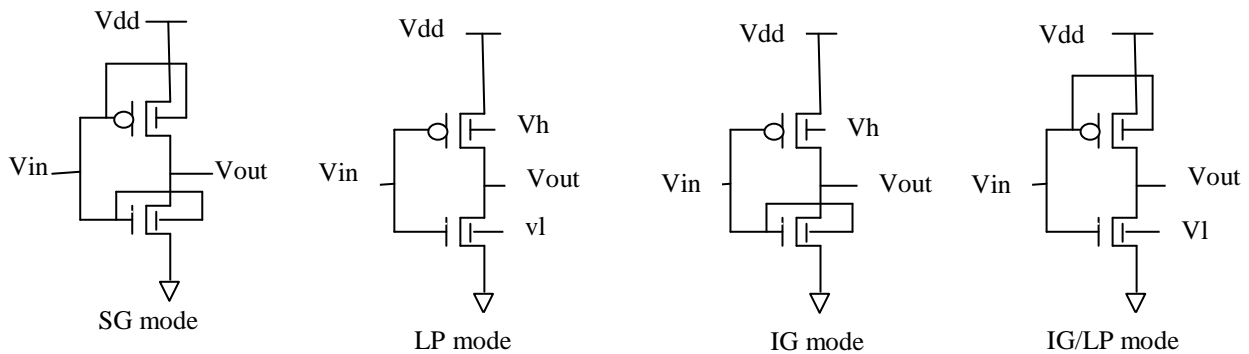 Vdd
Vin
Vout
SG mode
Vdd
Vh
Vin
Vout
vl
LP mode
Vdd
Vh
Vin
Vout
IG mode
Vdd
Vin
Vout
Vl
IG/LP mode